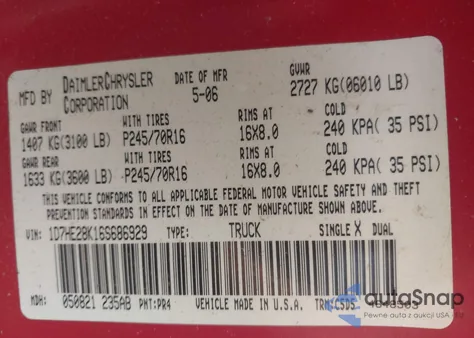 MFD BY DAIMLERCHRYSLER CORPORATION DATE OF MFR 5-06 GVWR 2727 KG(06010 LB)
GAWR FRONT WITH TIRES RIMS AT COLD
1407 KG(3100 LB) P245/70R16 16X8.0 240 KPA( 35 PSI)
GAWR REAR WITH TIRES RIMS AT COLD
1633 KG(3600 LB) P245/70R16 16X8.0 240 KPA( 35 PSI)
THIS VEHICLE CONFORMS TO ALL APPLICABLE FEDERAL MOTOR VEHICLE SAFETY AND THEFT
PREVENTION STANDARDS IN EFFECT ON THE DATE OF MANUFACTURE SHOWN ABOVE.
VIN: 1D7HE28K16S686929 TYPE: TRUCK SINGLE X DUAL
MDH: 050821 235AB PNT:PR4 VEHICLE MADE IN U.S.A.
autoSnap
Pewne auta z aukcji USA